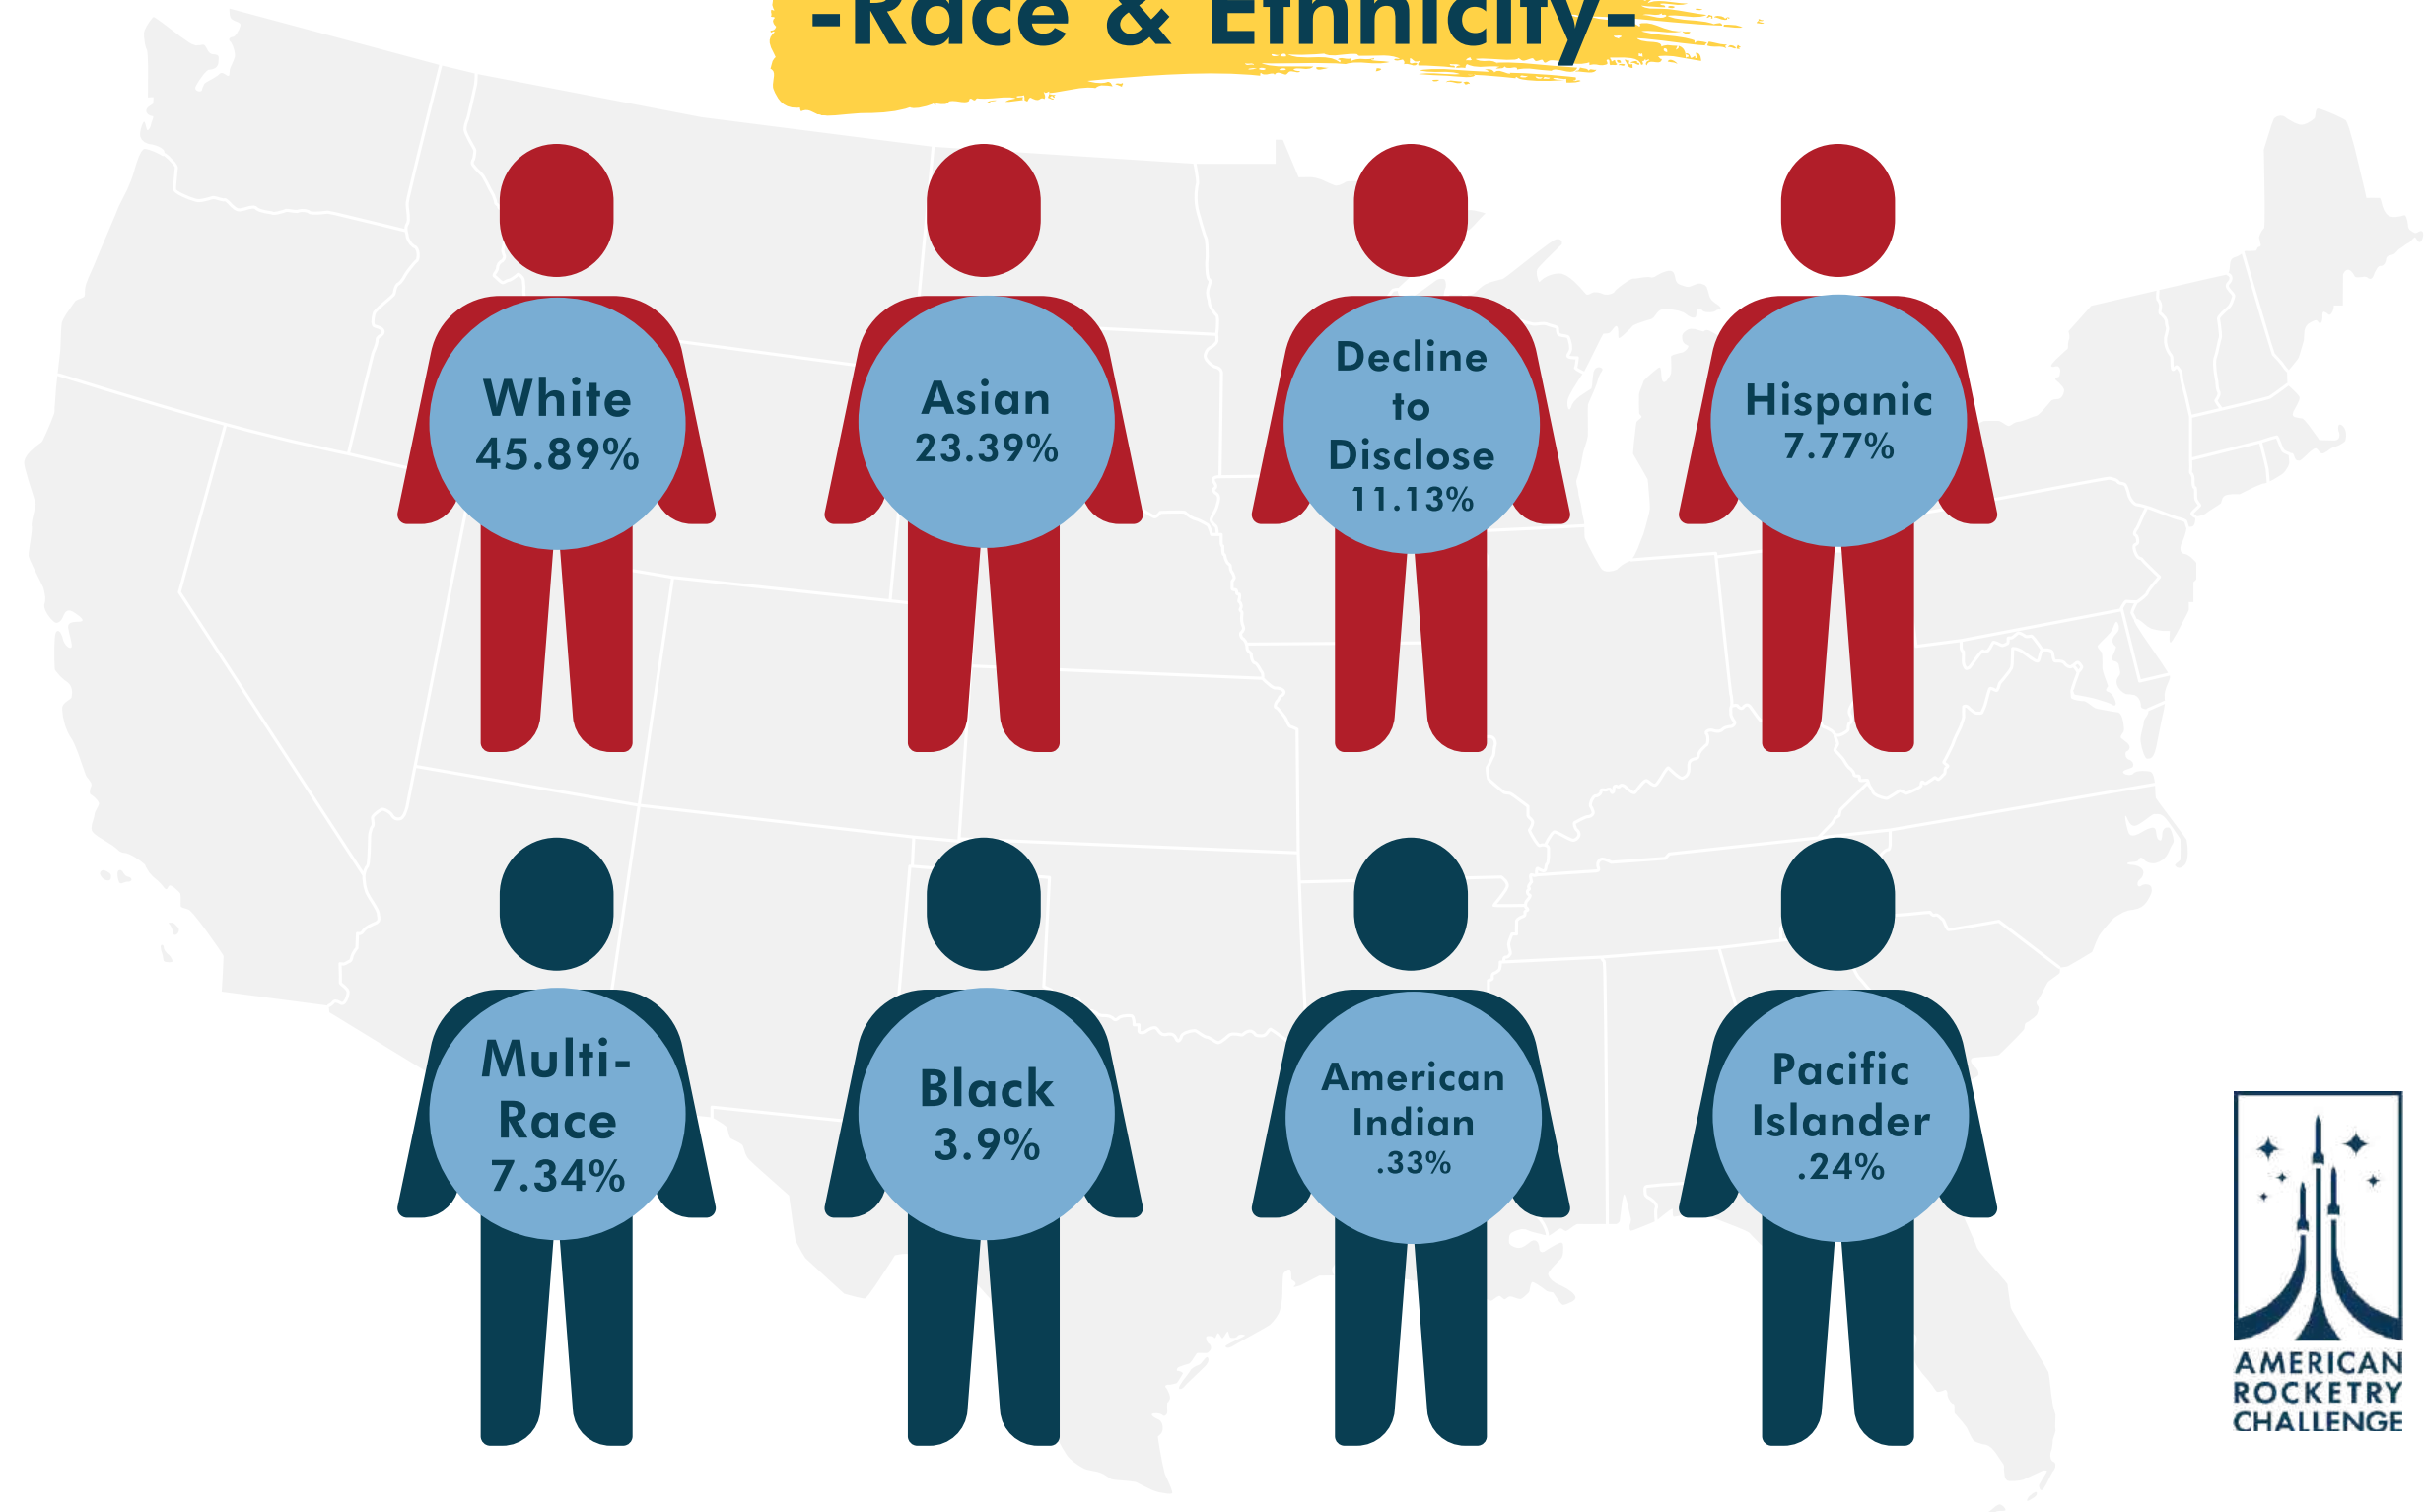 -Race & Ethnicity-
White
45.89%
Asian
23.39%
Decline
to
Disclose
11.13%
Hispanic
7.77%
Multi-
Race
7.34%
Black
3.9%
American
Indian
.33%
Pacific
Islander
.24%
AMERICAN
ROCKETRY
CHALLENGE